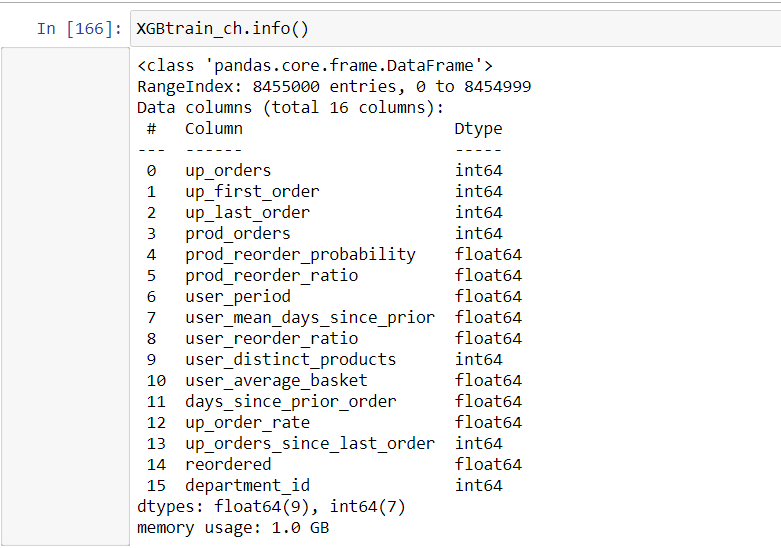 In [166]: XGBtrain_ch.info()
<class 'pandas.core.frame.DataFrame'>
RangeIndex: 8455000 entries, 0 to 8454999
Data columns (total 16 columns):
 #   Column                     Dtype
---  ------                     -----
 0   up_orders                  int64
 1   up_first_order             int64
 2   up_last_order              int64
 3   prod_orders                int64
 4   prod_reorder_probability   float64
 5   prod_reorder_ratio         float64
 6   user_period                float64
 7   user_mean_days_since_prior  float64
 8   user_reorder_ratio         float64
 9   user_distinct_products     int64
 10  user_average_basket        float64
 11  days_since_prior_order     float64
 12  up_order_rate              float64
 13  up_orders_since_last_order  int64
 14  reordered                  float64
 15  department_id              int64
dtypes: float64(9), int64(7)
memory usage: 1.0 GB